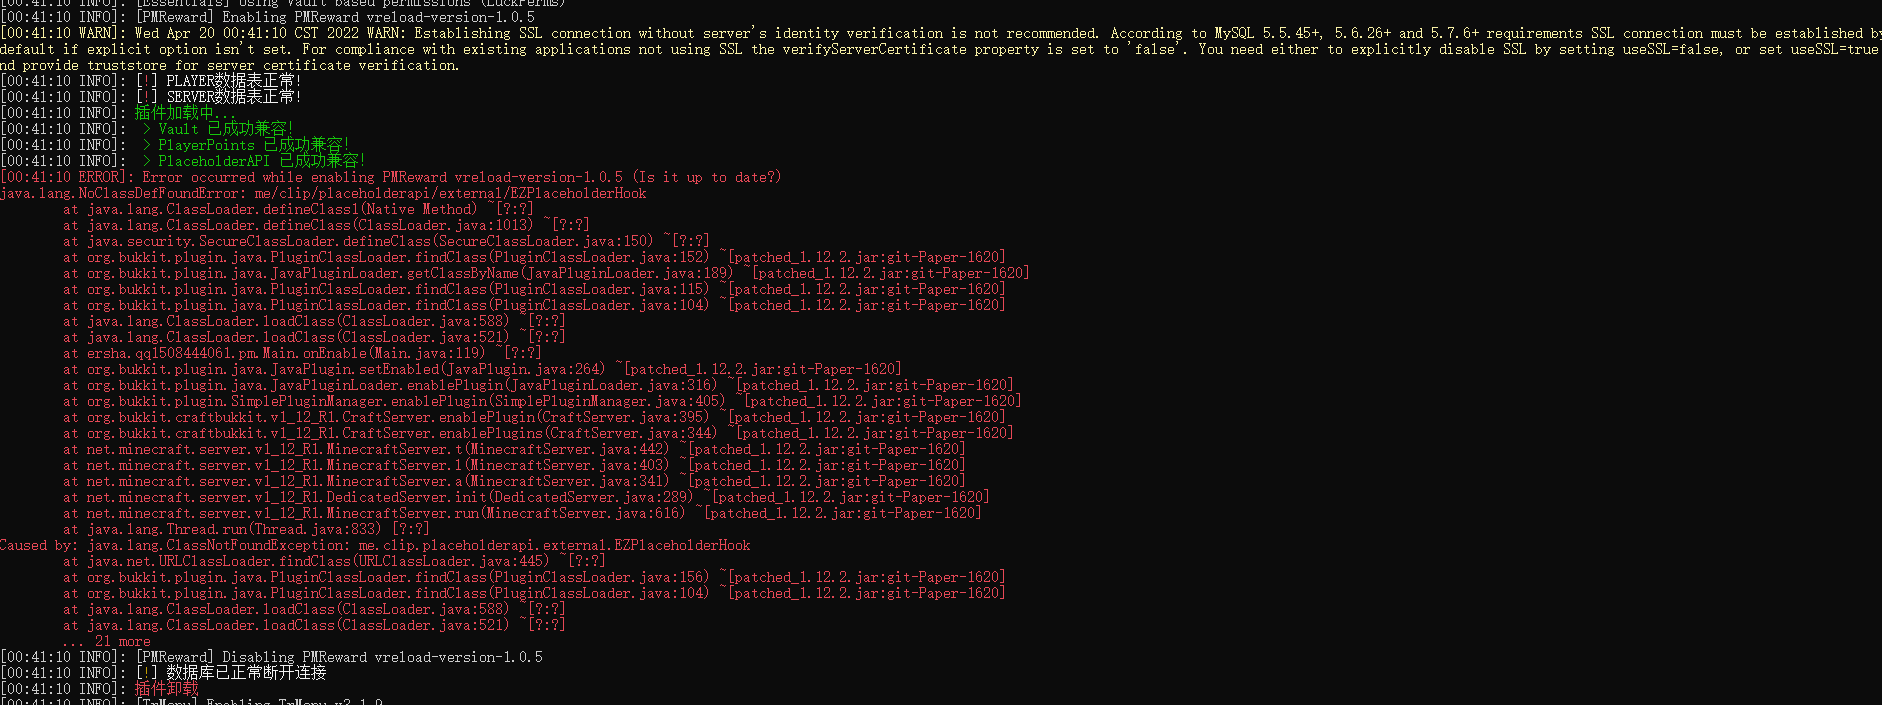 [00:41:10 INFO]: [Essentials] Using Vault based permissions (LuckPerms)
[00:41:10 INFO]: [PMReward] Enabling PMReward vreload-version-1.0.5
[00:41:10 WARN]: Wed Apr 20 00:41:10 CST 2022 WARN: Establishing SSL connection without server's identity verification is not recommended. According to MySQL 5.5.45+, 5.6.26+ and 5.7.6+ requirements SSL connection must be established by
default if explicit option isn't set. For compliance with existing applications not using SSL the verifyServerCertificate property is set to 'false'. You need either to explicitly disable SSL by setting useSSL=false, or set useSSL=true
nd provide truststore for server certificate verification.
[00:41:10 INFO]: [!] PLAYER数据表正常!
[00:41:10 INFO]: [!] SERVER数据表正常!
[00:41:10 INFO]: 插件加载中...
[00:41:10 INFO]:  > Vault 已成功兼容!
[00:41:10 INFO]:  > PlayerPoints 已成功兼容!
[00:41:10 INFO]:  > PlaceholderAPI 已成功兼容!
[00:41:10 ERROR]: Error occurred while enabling PMReward vreload-version-1.0.5 (Is it up to date?)
java.lang.NoClassDefFoundError: me/clip/placeholderapi/external/EZPlaceholderHook
at java.lang.ClassLoader.defineClass1(Native Method) ~[?:?]
at java.lang.ClassLoader.defineClass(ClassLoader.java:1013) ~[?:?]
at java.security.SecureClassLoader.defineClass(SecureClassLoader.java:150) ~[?:?]
at org.bukkit.plugin.java.PluginClassLoader.findClass(PluginClassLoader.java:152) ~[patched_1.12.2.jar:git-Paper-1620]
at org.bukkit.plugin.java.JavaPluginLoader.getClassByName(JavaPluginLoader.java:189) ~[patched_1.12.2.jar:git-Paper-1620]
at org.bukkit.plugin.java.PluginClassLoader.findClass(PluginClassLoader.java:115) ~[patched_1.12.2.jar:git-Paper-1620]
at org.bukkit.plugin.java.PluginClassLoader.findClass(PluginClassLoader.java:104) ~[patched_1.12.2.jar:git-Paper-1620]
at java.lang.ClassLoader.loadClass(ClassLoader.java:588) ~[?:?]
at java.lang.ClassLoader.loadClass(ClassLoader.java:521) ~[?:?]
at ersha.qq1508444061.pm.Main.onEnable(Main.java:119) ~[?:?]
at org.bukkit.plugin.java.JavaPlugin.setEnabled(JavaPlugin.java:264) ~[patched_1.12.2.jar:git-Paper-1620]
at org.bukkit.plugin.java.JavaPluginLoader.enablePlugin(JavaPluginLoader.java:316) ~[patched_1.12.2.jar:git-Paper-1620]
at org.bukkit.plugin.SimplePluginManager.enablePlugin(SimplePluginManager.java:405) ~[patched_1.12.2.jar:git-Paper-1620]
at org.bukkit.craftbukkit.v1_12_R1.CraftServer.enablePlugin(CraftServer.java:395) ~[patched_1.12.2.jar:git-Paper-1620]
at org.bukkit.craftbukkit.v1_12_R1.CraftServer.enablePlugins(CraftServer.java:344) ~[patched_1.12.2.jar:git-Paper-1620]
at net.minecraft.server.v1_12_R1.MinecraftServer.t(MinecraftServer.java:442) ~[patched_1.12.2.jar:git-Paper-1620]
at net.minecraft.server.v1_12_R1.MinecraftServer.l(MinecraftServer.java:403) ~[patched_1.12.2.jar:git-Paper-1620]
at net.minecraft.server.v1_12_R1.MinecraftServer.a(MinecraftServer.java:341) ~[patched_1.12.2.jar:git-Paper-1620]
at net.minecraft.server.v1_12_R1.DedicatedServer.init(DedicatedServer.java:289) ~[patched_1.12.2.jar:git-Paper-1620]
at net.minecraft.server.v1_12_R1.MinecraftServer.run(MinecraftServer.java:616) ~[patched_1.12.2.jar:git-Paper-1620]
at java.lang.Thread.run(Thread.java:833) [?:?]
Caused by: java.lang.ClassNotFoundException: me.clip.placeholderapi.external.EZPlaceholderHook
at java.net.URLClassLoader.findClass(URLClassLoader.java:445) ~[?:?]
at org.bukkit.plugin.java.PluginClassLoader.findClass(PluginClassLoader.java:156) ~[patched_1.12.2.jar:git-Paper-1620]
at org.bukkit.plugin.java.PluginClassLoader.findClass(PluginClassLoader.java:104) ~[patched_1.12.2.jar:git-Paper-1620]
at java.lang.ClassLoader.loadClass(ClassLoader.java:588) ~[?:?]
at java.lang.ClassLoader.loadClass(ClassLoader.java:521) ~[?:?]
... 21 more
[00:41:10 INFO]: [PMReward] Disabling PMReward vreload-version-1.0.5
[00:41:10 INFO]: [!] 数据库已正常断开连接
[00:41:10 INFO]: 插件卸载
[00:41:10 INFO]: [TrMenu] Enabling TrMenu v3.1.9